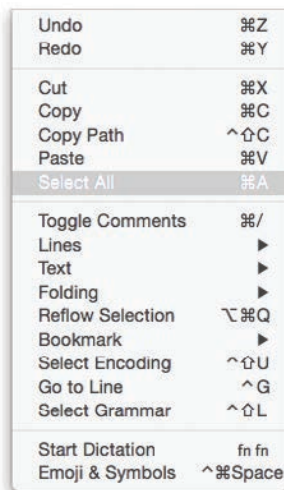 Undo ⌘Z
Redo ⌘Y
Cut ⌘X
Copy ⌘C
Copy Path ^⇧C
Paste ⌘V
Select All ⌘A
Toggle Comments ⌘/
Lines ▶
Text ▶
Folding ▶
Reflow Selection ⌥⌘Q
Bookmark ▶
Select Encoding ^⇧U
Go to Line ^G
Select Grammar ^⇧L
Start Dictation fn fn
Emoji & Symbols ^⌘Space